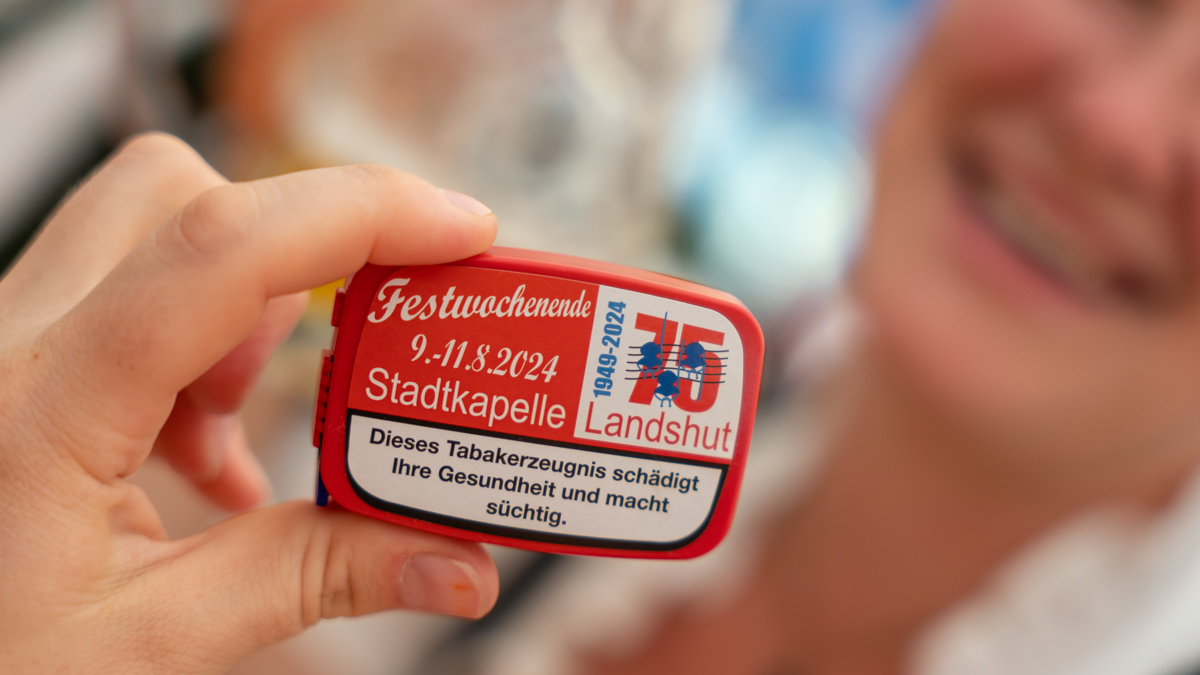 Festwochenende
9.-11.8.2024
Stadtkapelle
1949-2024
75
Landshut
Dieses Tabakerzeugnis schädigt
Ihre Gesundheit und macht
süchtig.